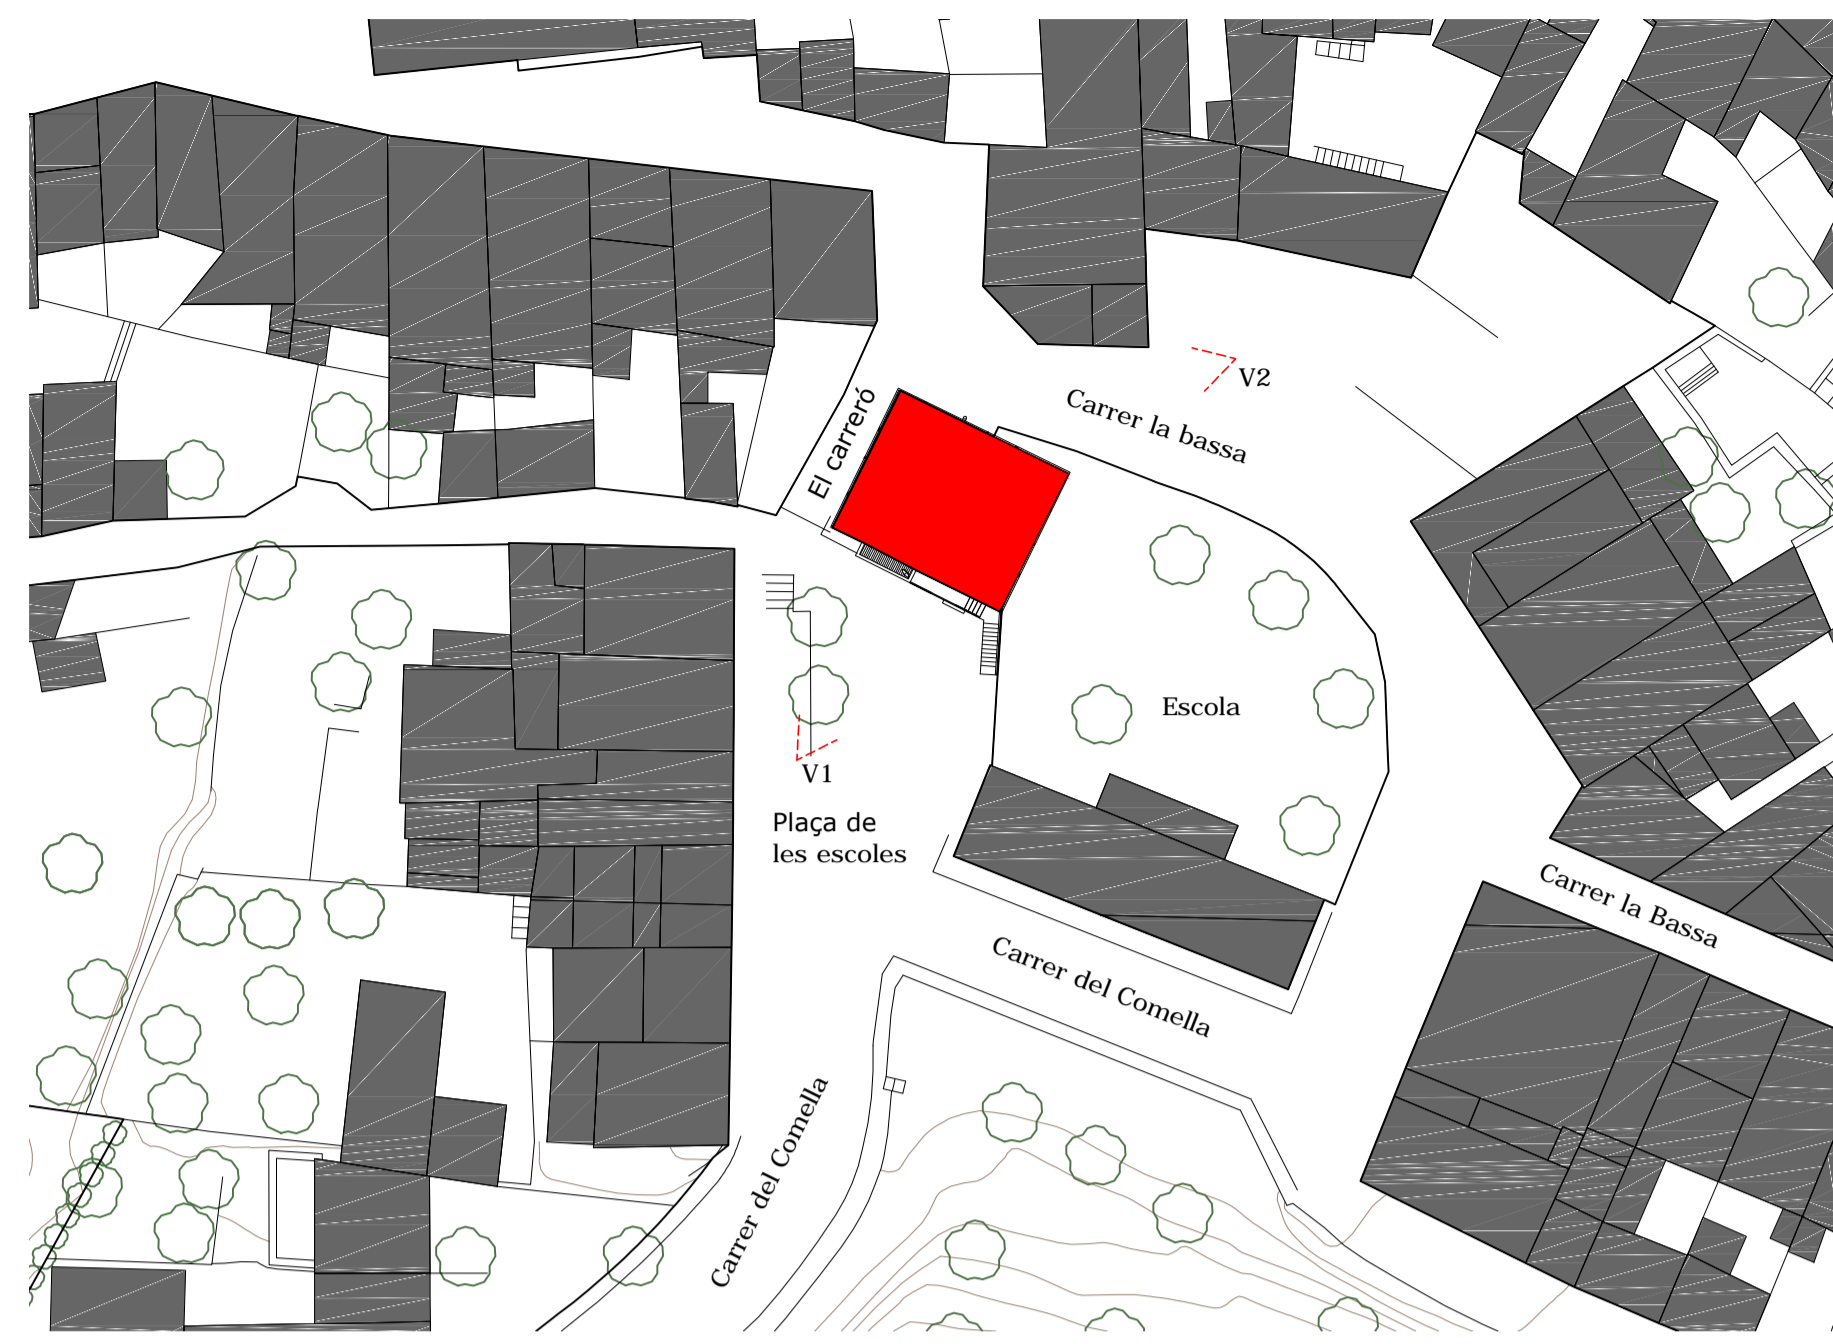 V2
Carrer la bassa
El carreró
Escola
V1
Plaça de
les escoles
Carrer la Bassa
Carrer del Comella
Carrer del Comella